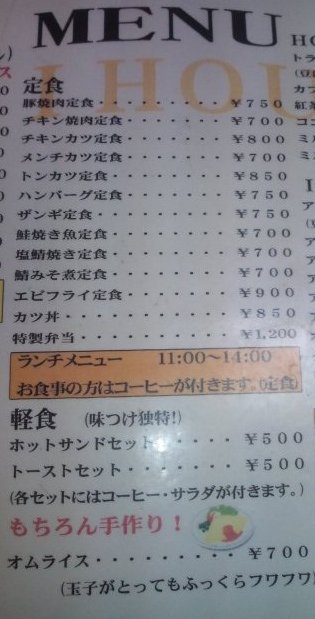 MENU
定食
豚焼肉定食・・・・・・・・￥７５０
チキン焼肉定食・・・・・・￥７００
チキンカツ定食・・・・・・￥８００
メンチカツ定食・・・・・・￥７００
トンカツ定食・・・・・・・￥８５０
ハンバーグ定食・・・・・・￥７５０
ザンギ定食・・・・・・・・￥７５０
鮭焼き魚定食・・・・・・・￥７００
塩鯖焼き定食・・・・・・・￥７００
鯖みそ煮定食・・・・・・・￥７００
エビフライ定食・・・・・・￥９００
カツ丼・・・・・・・・・・￥８５０
特製弁当・・・・・・・・・￥1,200
ランチメニュー 11:00～14:00
お食事の方はコーヒーが付きます。(定食)
軽食 (味つけ独特!)
ホットサンドセット・・・・￥５００
トーストセット・・・・・・￥５００
(各セットにはコーヒー・サラダが付きます。)
もちろん手作り！
オムライス・・・・・・・・￥７００
(玉子がとってもふっくらフワフワ)